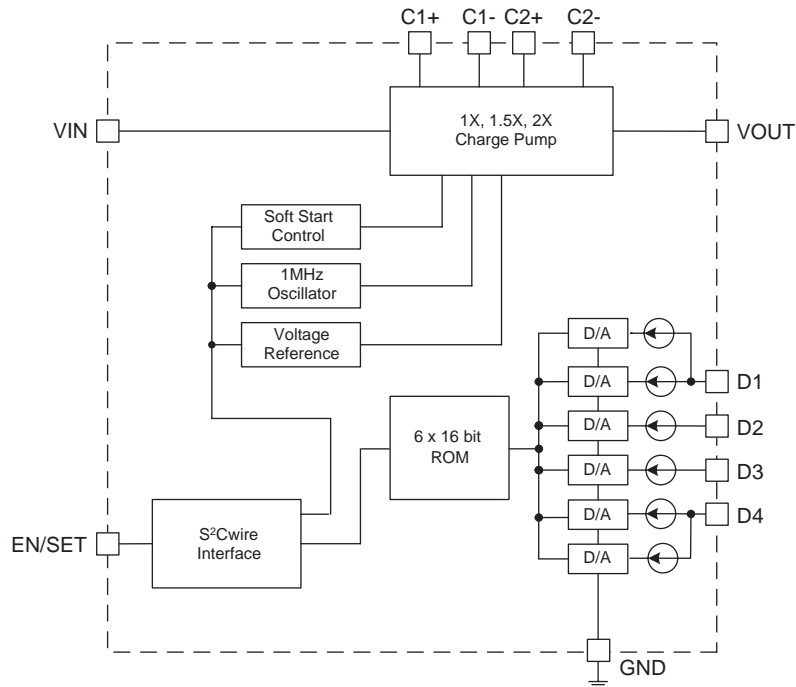 C1+ C1- C2+ C2-
VIN
1X, 1.5X, 2X
Charge Pump
VOUT
Soft Start
Control
1MHz
Oscillator
Voltage
Reference
D/A
D/A
D1
6 x 16 bit
ROM
D/A
D2
D/A
D3
D/A
D4
EN/SET
S²Cwire
Interface
D/A
GND